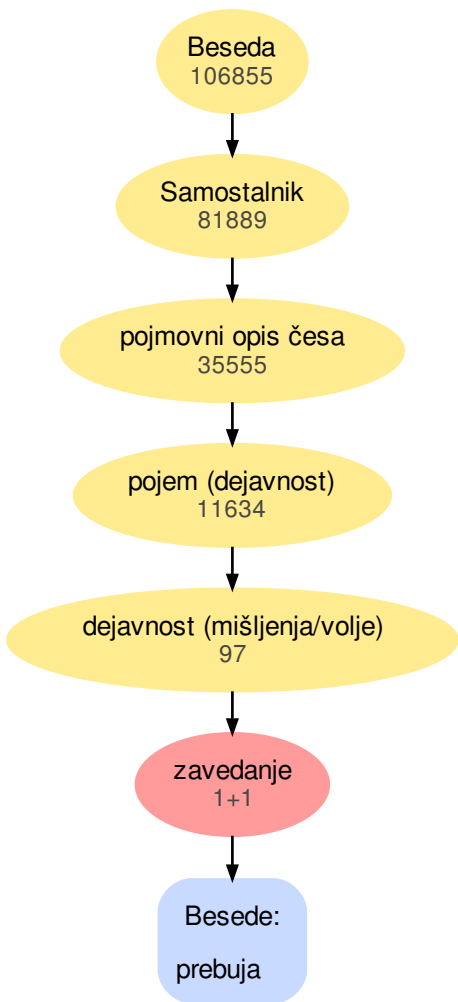 Beseda
106855
Samostalnik
81889
pojmovni opis česa
35555
pojem (dejavnost)
11634
dejavnost (mišljenja/volje)
97
zavedanje
1+1
Besede:
prebuja